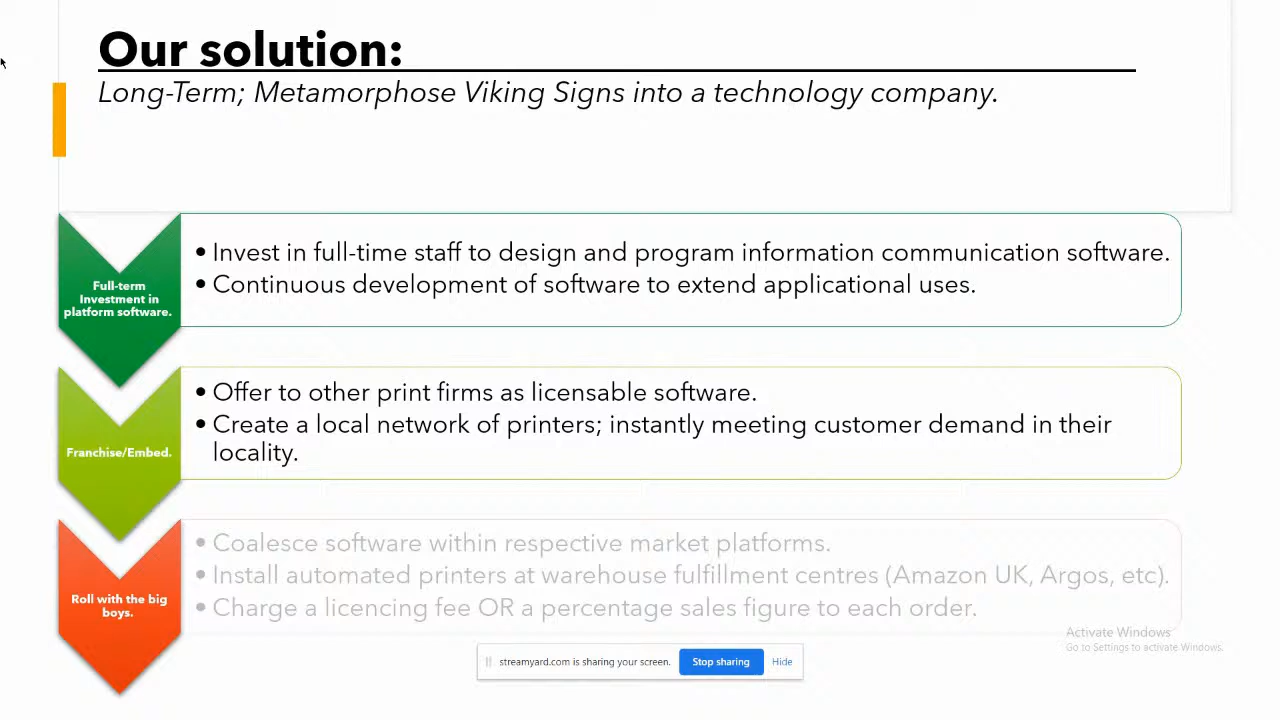 Our solution:
Long-Term; Metamorphose Viking Signs into a technology company.
Full-term
Investment in
platform software.
• Invest in full-time staff to design and program information communication software.
• Continuous development of software to extend applicational uses.
Franchise/Embed.
• Offer to other print firms as licensable software.
• Create a local network of printers; instantly meeting customer demand in their
locality.
Roll with the big
boys.
• Coalesce software within respective market platforms.
• Install automated printers at warehouse fulfillment centres (Amazon UK, Argos, etc).
• Charge a licencing fee OR a percentage sales figure to each order.
Activate Windows
Go to Settings to activate Windows.
streamyard.com is sharing your screen.
Stop sharing
Hide